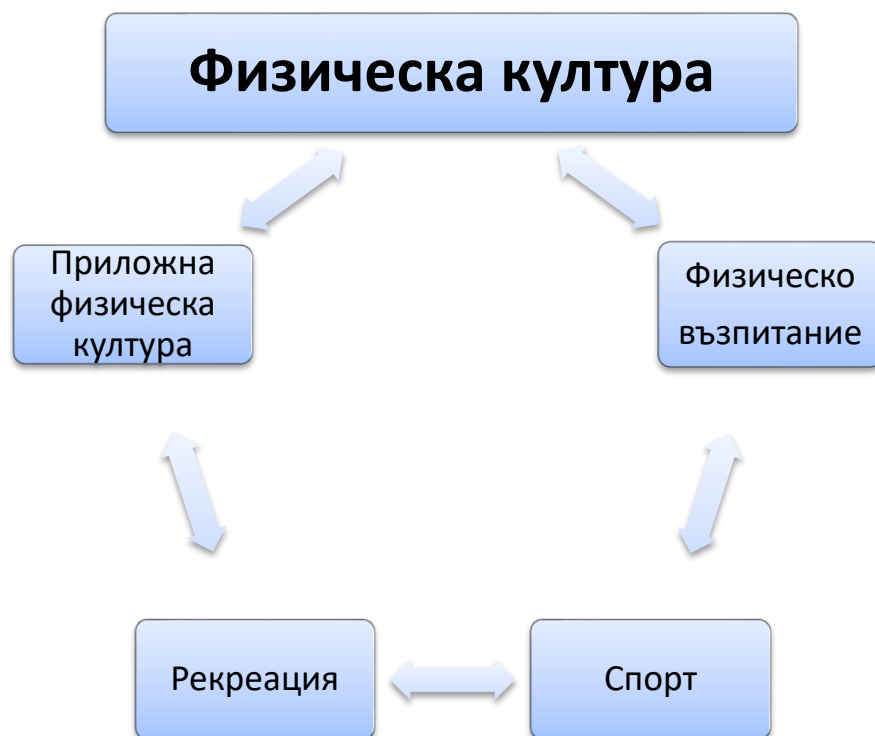 Физическа култура
Приложна
физическа
култура
Физическо
възпитание
Рекреация
Спорт